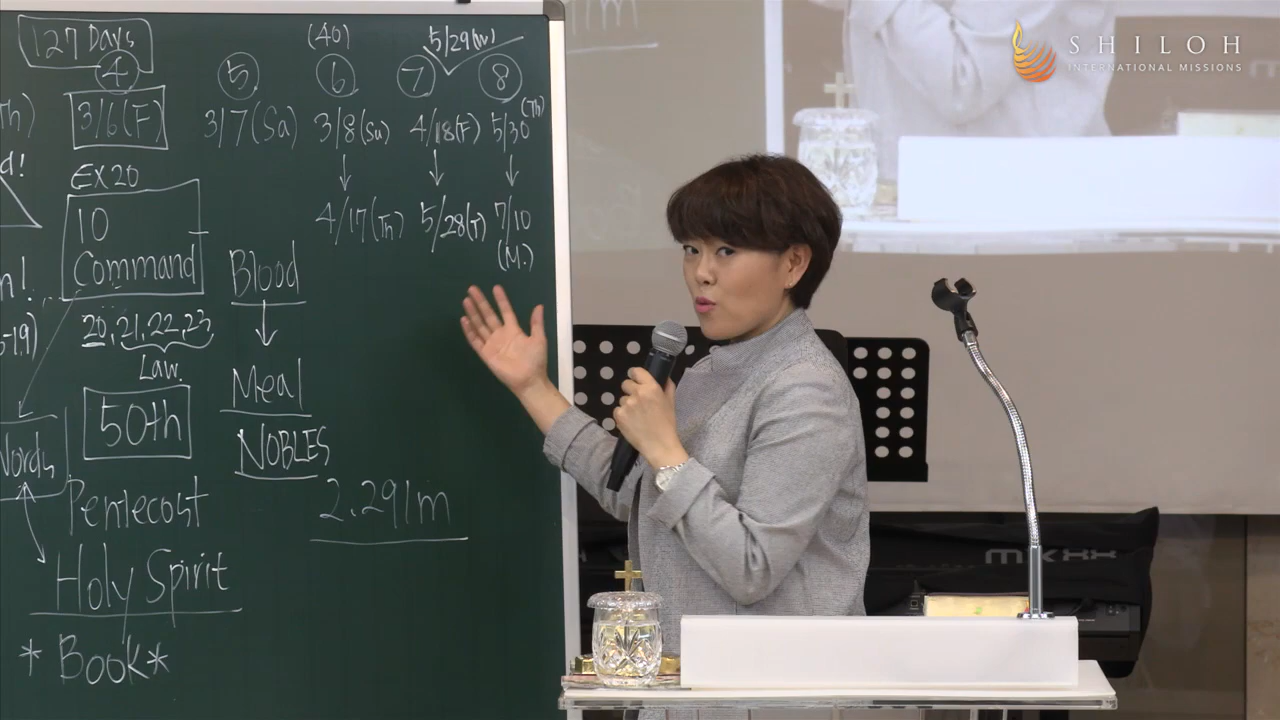 127 Days
(40)
5/29(W)
4
5
6
7
8
3/6(F)
3/7(Sa)
3/8(Su)
4/18(F)
5/30
(Th)
4/17(Th)
5/28(T)
7/10
(M.)
EX20
10
Command
20, 21, 22, 23
Law.
50th
Pentecost
Holy Spirit
* Book *
Blood
Meal
NOBLES
2.291m
Th)
d!
n!
5-19)
Words
SHILOH
INTERNATIONAL MISSIONS